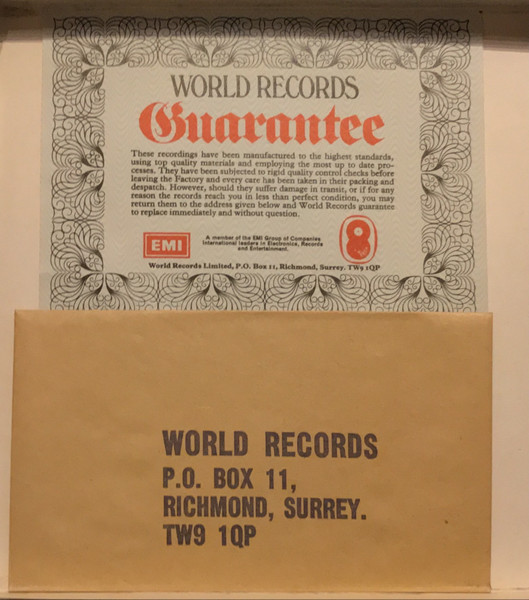 WORLD RECORDS
Guarantee
These recordings have been manufactured to the highest standards,
using top quality materials and employing the most up to date pro-
cesses. They have been subjected to rigid quality control checks before
leaving the Factory and every care has been taken in their packing and
despatch. However, should they suffer damage in transit, or if for any
reason the records reach you in less than perfect condition, you may
return them to the address given below and World Records guarantee
to replace immediately and without question.
EMI
A member of the EMI Group of Companies
International leaders in Electronics, Records
and Entertainment.
World Records Limited, P.O. Box 11, Richmond, Surrey. TW9 1QP
WORLD RECORDS
P.O. BOX 11,
RICHMOND, SURREY.
TW9 1QP